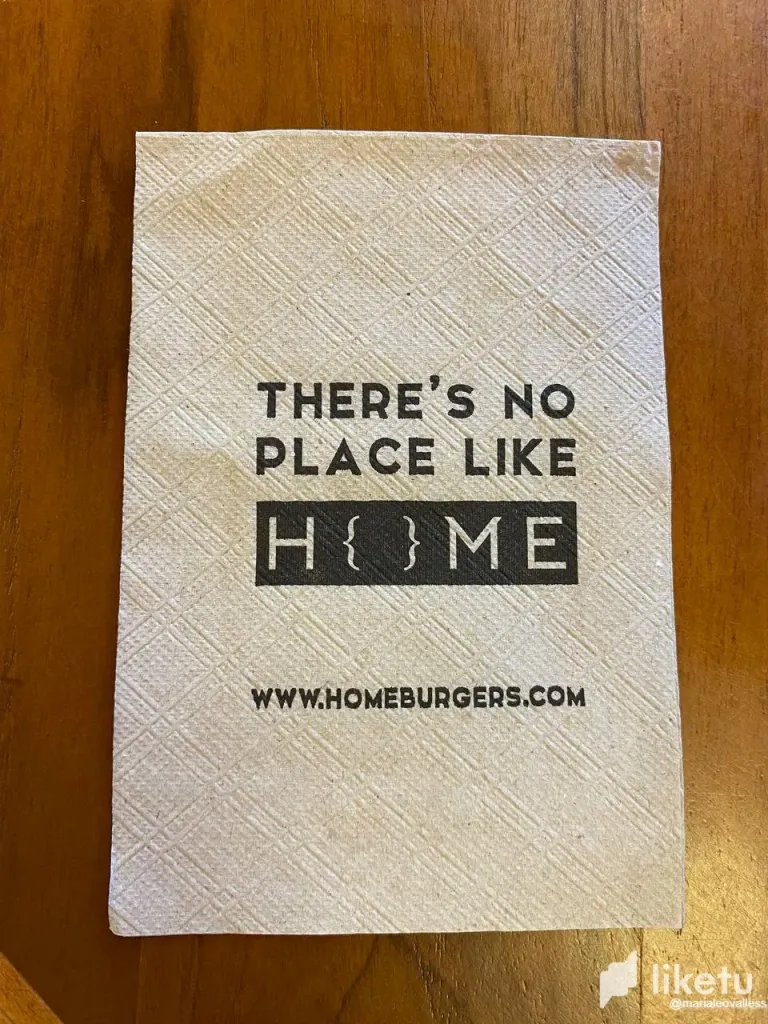 THERE'S NO
PLACE LIKE
H{ }ME
WWW.HOMEBURGERS.COM
liketu
@marialeovalless